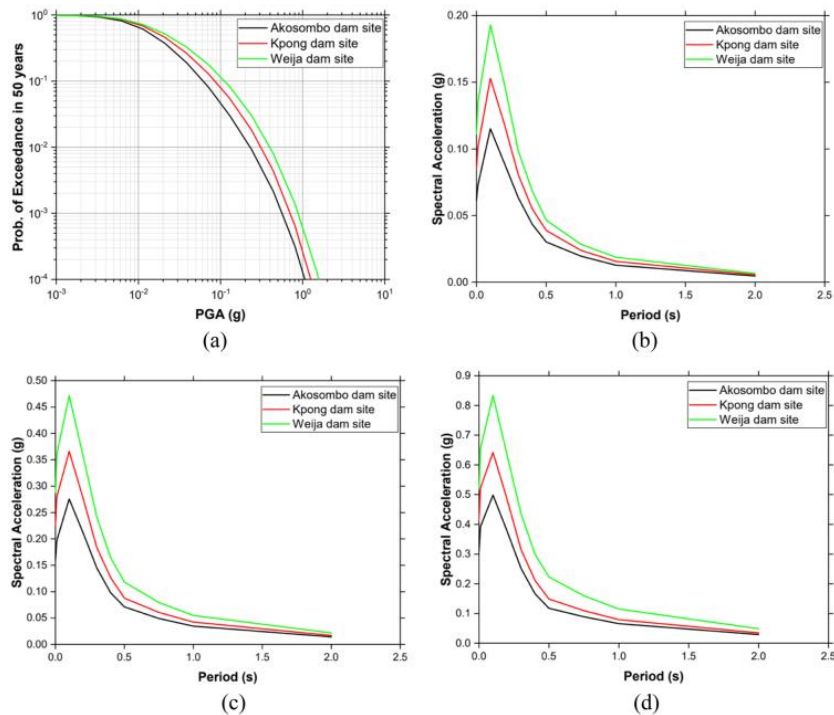 Prob. of Exceedance in 50 years
10⁰
10⁻¹
10⁻²
10⁻³
10⁻⁴
10⁻³ 10⁻² 10⁻¹ 10⁰ 10¹
PGA (g)
Akosombo dam site
Kpong dam site
Weija dam site
(a)
Spectral Acceleration (g)
0.20
0.15
0.10
0.05
0.00
0.0 0.5 1.0 1.5 2.0 2.5
Period (s)
Akosombo dam site
Kpong dam site
Weija dam site
(b)
Spectral Acceleration (g)
0.50
0.45
0.40
0.35
0.30
0.25
0.20
0.15
0.10
0.05
0.00
0.0 0.5 1.0 1.5 2.0 2.5
Period (s)
Akosombo dam site
Kpong dam site
Weija dam site
(c)
Spectral Acceleration (g)
0.9
0.8
0.7
0.6
0.5
0.4
0.3
0.2
0.1
0.0
0.0 0.5 1.0 1.5 2.0 2.5
Period (s)
Akosombo dam site
Kpong dam site
Weija dam site
(d)